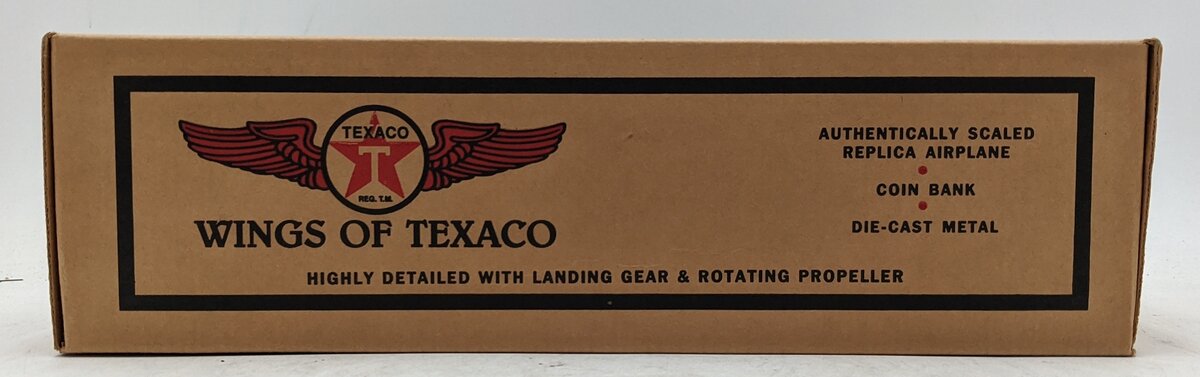 TEXACO
T
REG. T.M.
WINGS OF TEXACO
AUTHENTICALLY SCALED
REPLICA AIRPLANE
COIN BANK
DIE-CAST METAL
HIGHLY DETAILED WITH LANDING GEAR & ROTATING PROPELLER